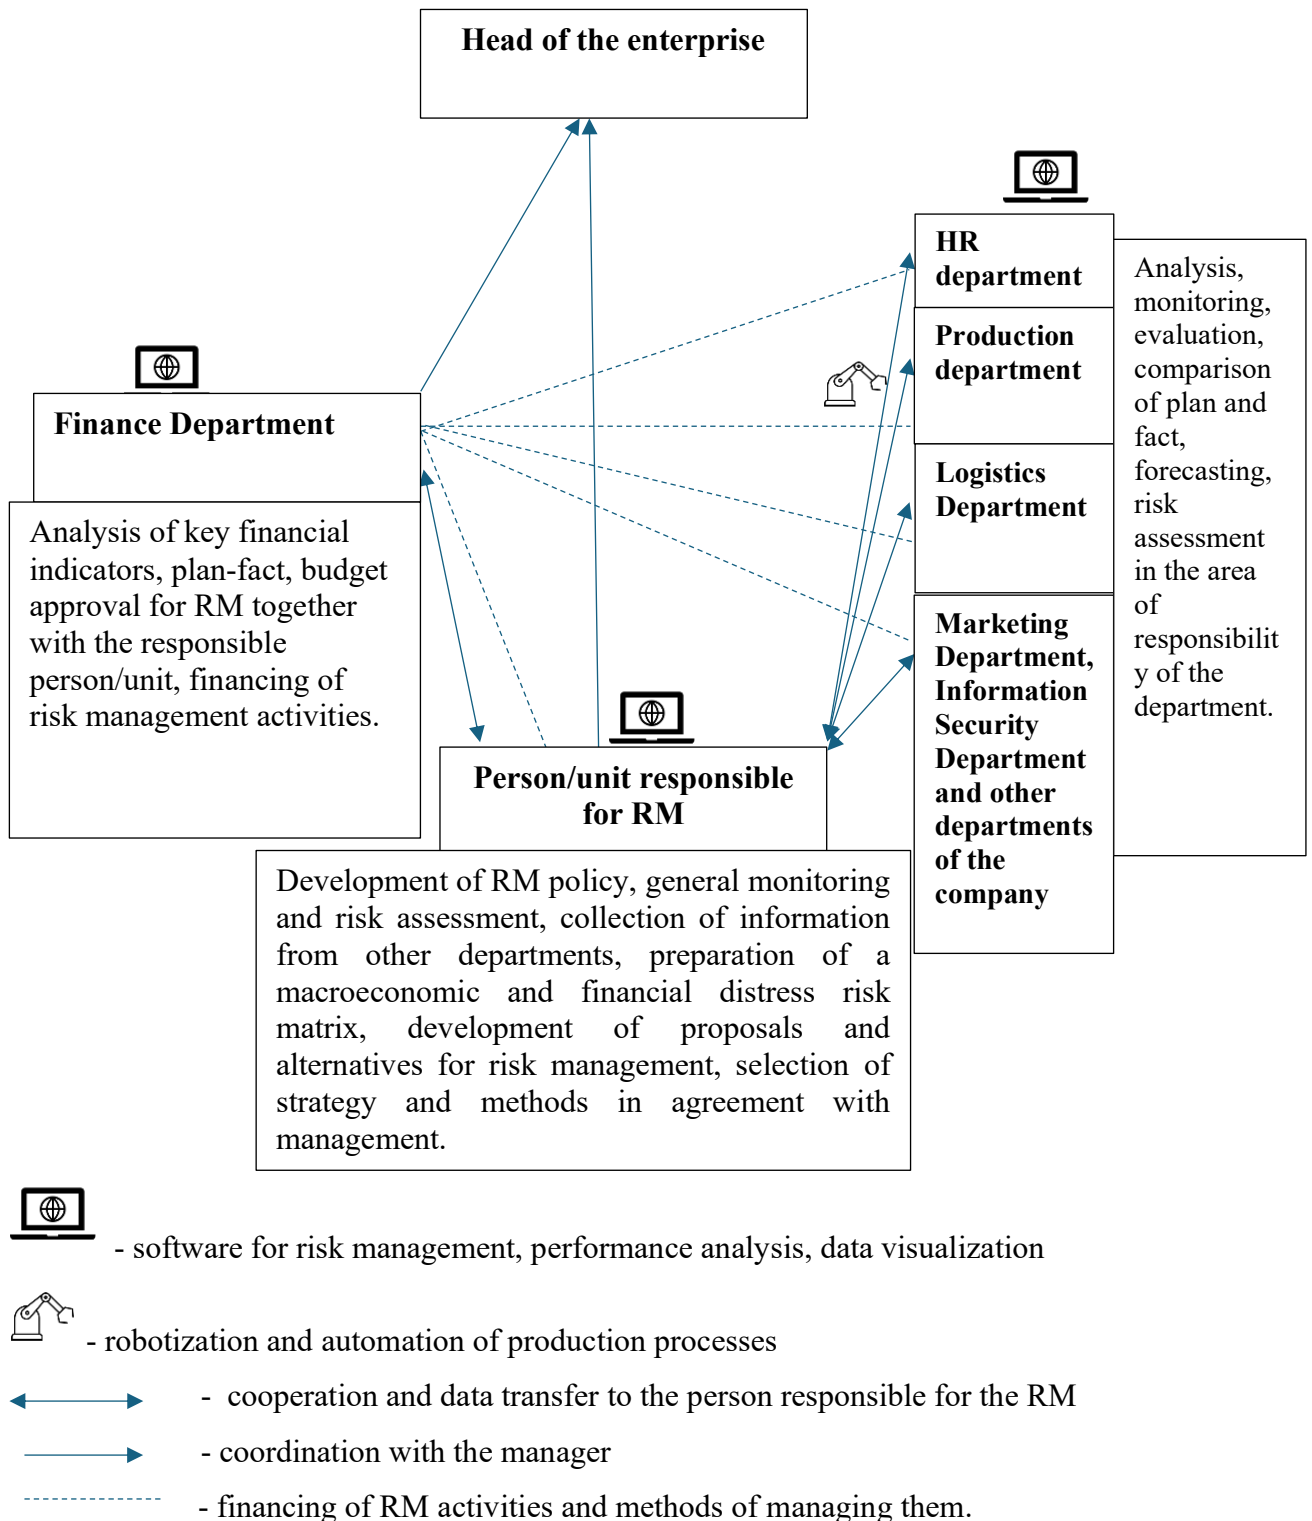 Head of the enterprise
HR
department
Production
department
Logistics
Department
Marketing
Department,
Information
Security
Department
and other
departments
of the
company
Analysis,
monitoring,
evaluation,
comparison
of plan and
fact,
forecasting,
risk
assessment
in the area
of
responsibilit
y of the
department.
Finance Department
Analysis of key financial
indicators, plan-fact, budget
approval for RM together
with the responsible
person/unit, financing of
risk management activities.
Person/unit responsible
for RM
Development of RM policy, general monitoring
and risk assessment, collection of information
from other departments, preparation of a
macroeconomic and financial distress risk
matrix, development of proposals and
alternatives for risk management, selection of
strategy and methods in agreement with
management.
- software for risk management, performance analysis, data visualization
- robotization and automation of production processes
- cooperation and data transfer to the person responsible for the RM
- coordination with the manager
- financing of RM activities and methods of managing them.